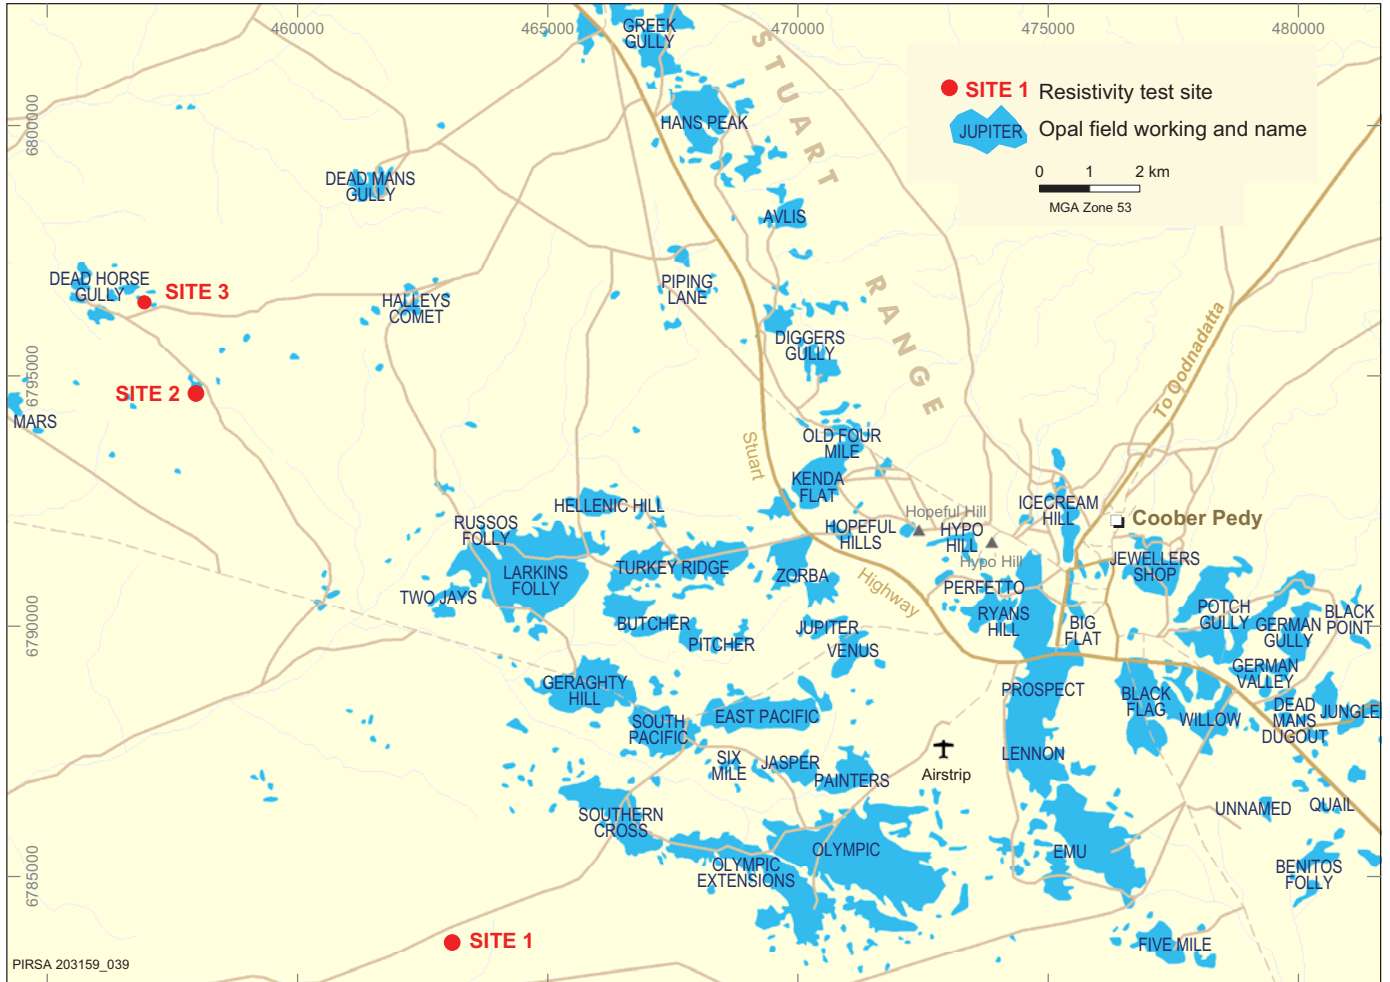 460000
465000
470000
475000
480000
6800000
6795000
6790000
6785000
SITE 1 Resistivity test site
JUPITER Opal field working and name
0 1 2 km
MGA Zone 53
GREEK
GULLY
STUART
RANGE
HANS PEAK
DEAD MANS
GULLY
AVLIS
DEAD HORSE
GULLY
SITE 3
HALLEYS
COMET
PIPING
LANE
DIGGERS
GULLY
To Oodnadatta
SITE 2
MARS
Stuart
Highway
OLD FOUR
MILE
KENDA
FLAT
HELLENIC HILL
RUSSOS
FOLLY
HOPEFUL
HILLS
Hopeful Hill
HYPO
HILL
Hypo Hill
ICECREAM
HILL
Coober Pedy
JEWELLERS
SHOP
LARKINS
FOLLY
TURKEY RIDGE
ZORBA
PERFETTO
TWO JAYS
BUTCHER
PITCHER
JUPITER
VENUS
RYANS
HILL
BIG
FLAT
POTCH
GULLY
GERMAN
GULLY
BLACK
POINT
GERMAN
VALLEY
GERAGHTY
HILL
SOUTH
PACIFIC
EAST PACIFIC
PROSPECT
BLACK
FLAG
WILLOW
DEAD
MANS
DUGOUT
JUNGLE
SIX
MILE
JASPER
PAINTERS
Airstrip
LENNON
SOUTHERN
CROSS
UNNAMED
QUAIL
OLYMPIC
OLYMPIC
EXTENSIONS
EMU
BENITOS
FOLLY
SITE 1
FIVE MILE
PIRSA 203159_039